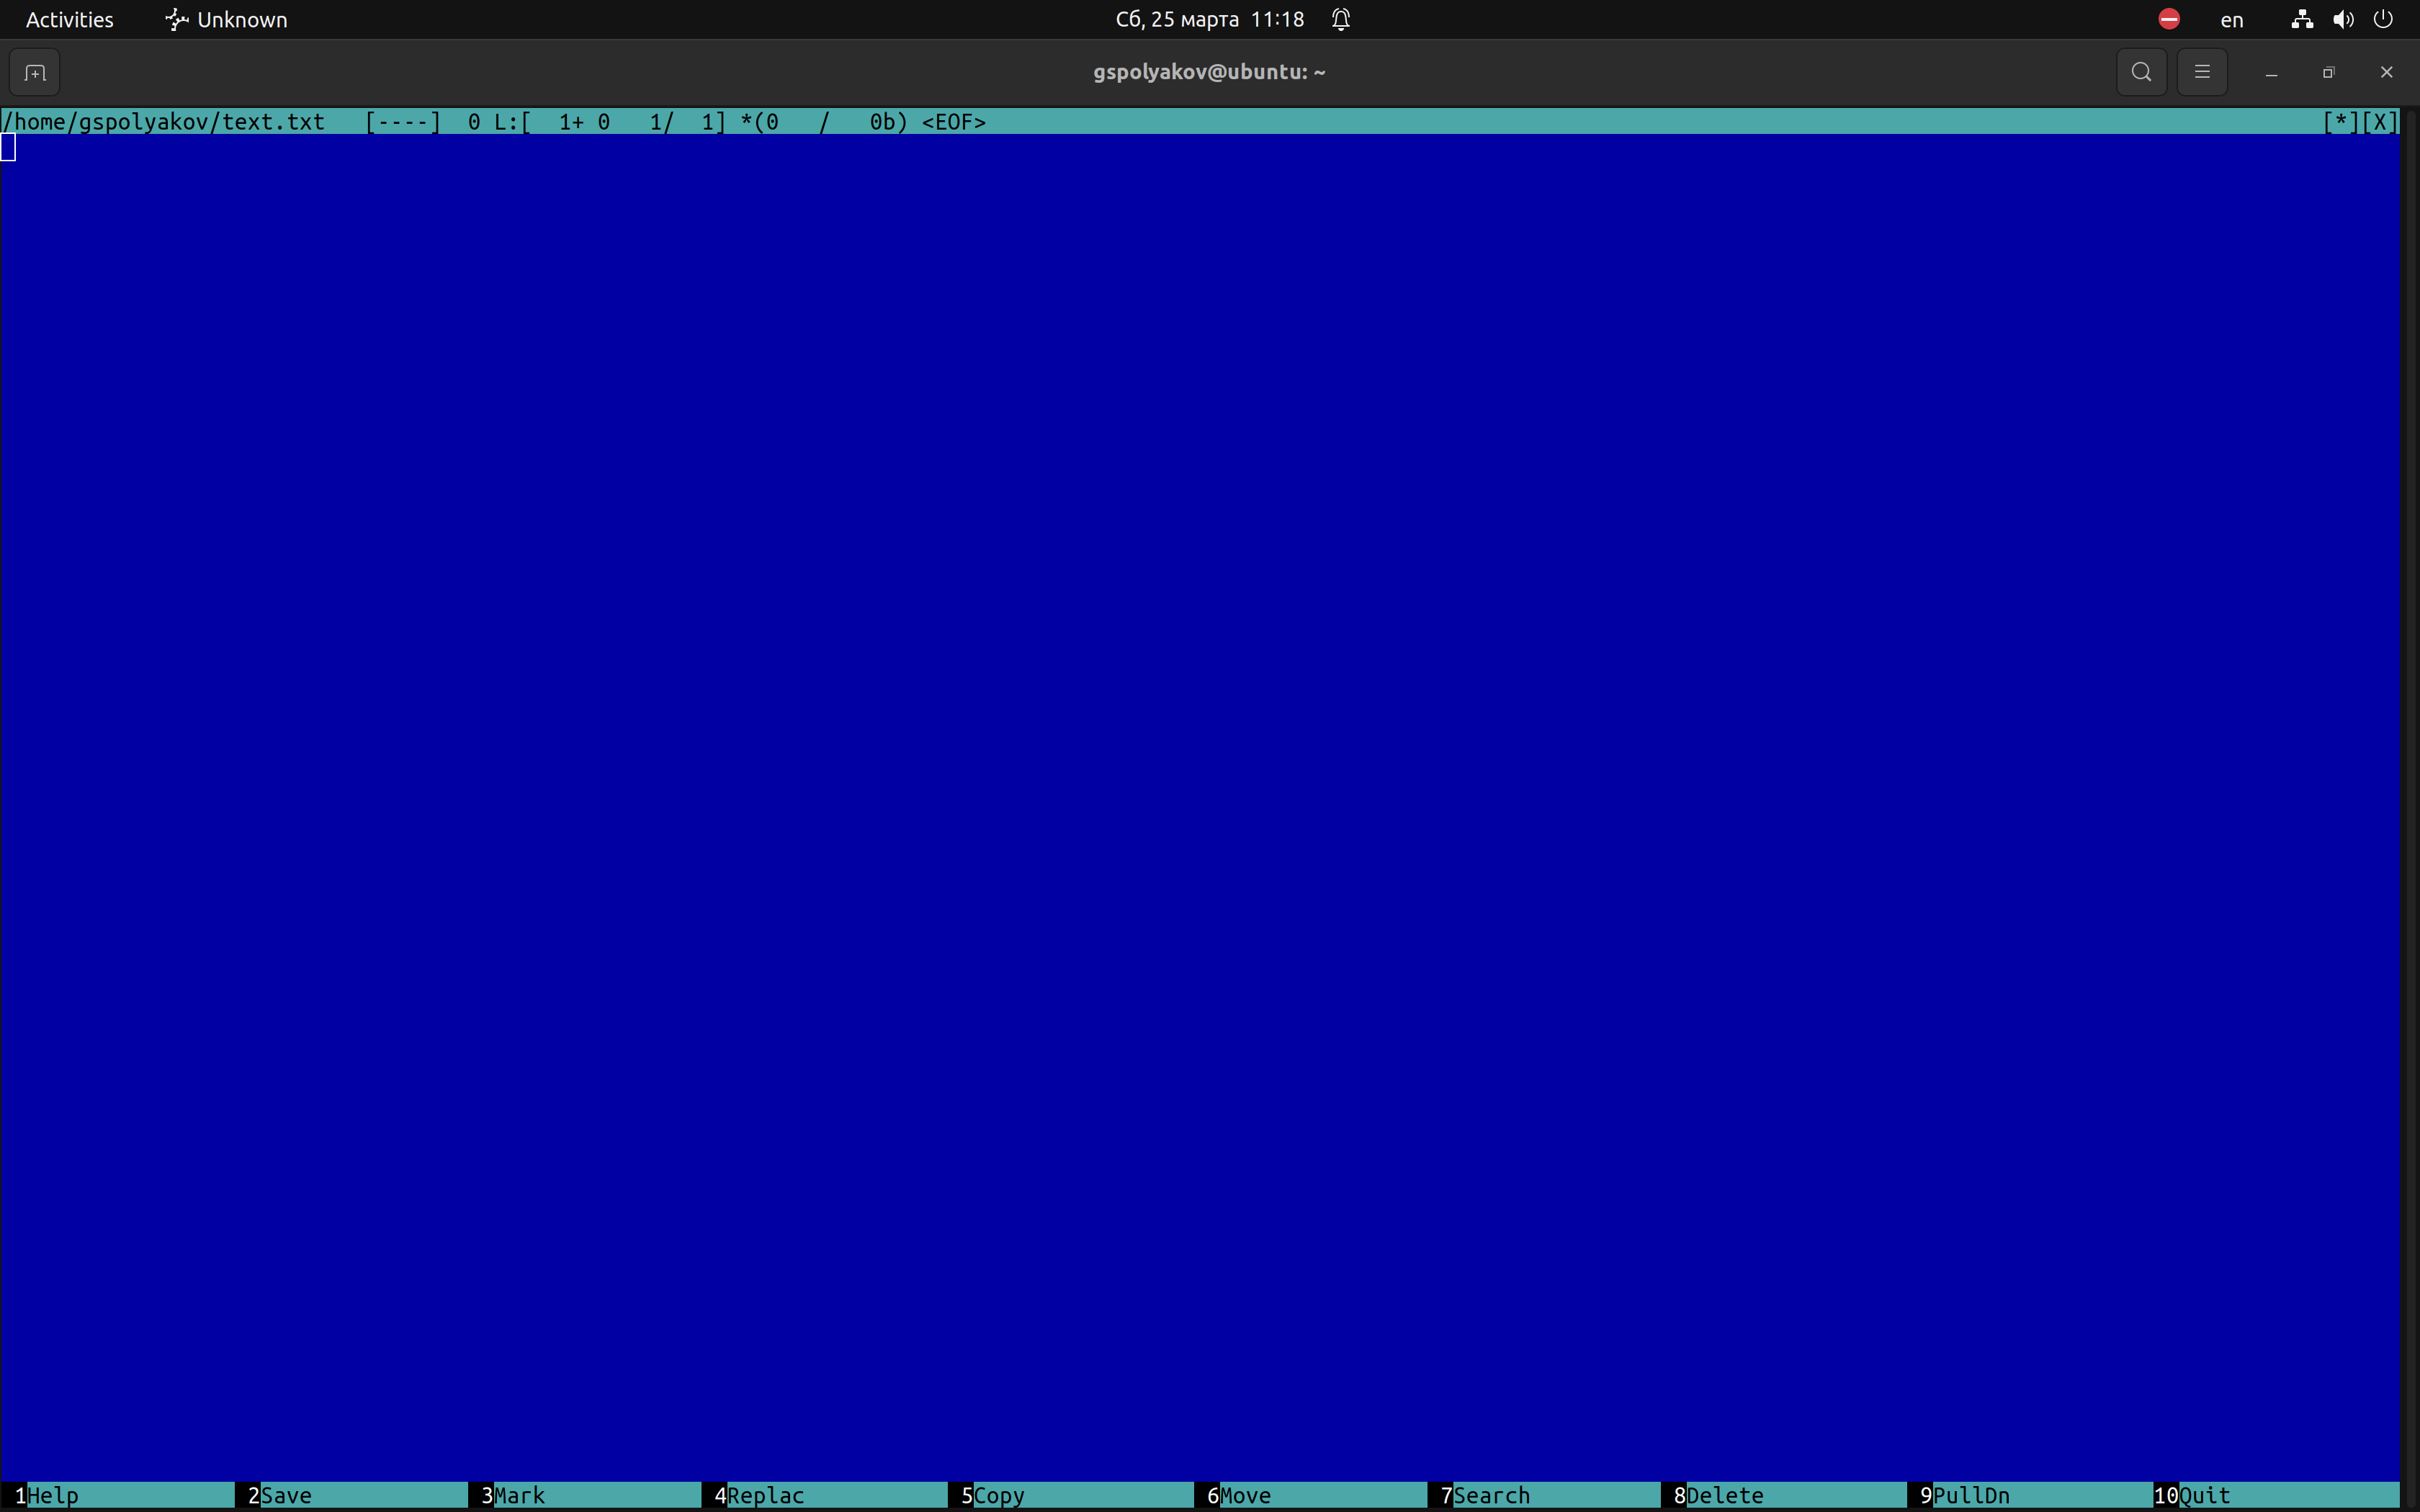 Activities Unknown Сб, 25 марта 11:18 en
gspolyakov@ubuntu: ~
/home/gspolyakov/text.txt [----] 0 L:[ 1+ 0 1/ 1] *(0 / 0b) <EOF> [*][X]
1Help 2Save 3Mark 4Replac 5Copy 6Move 7Search 8Delete 9PullDn 10Quit